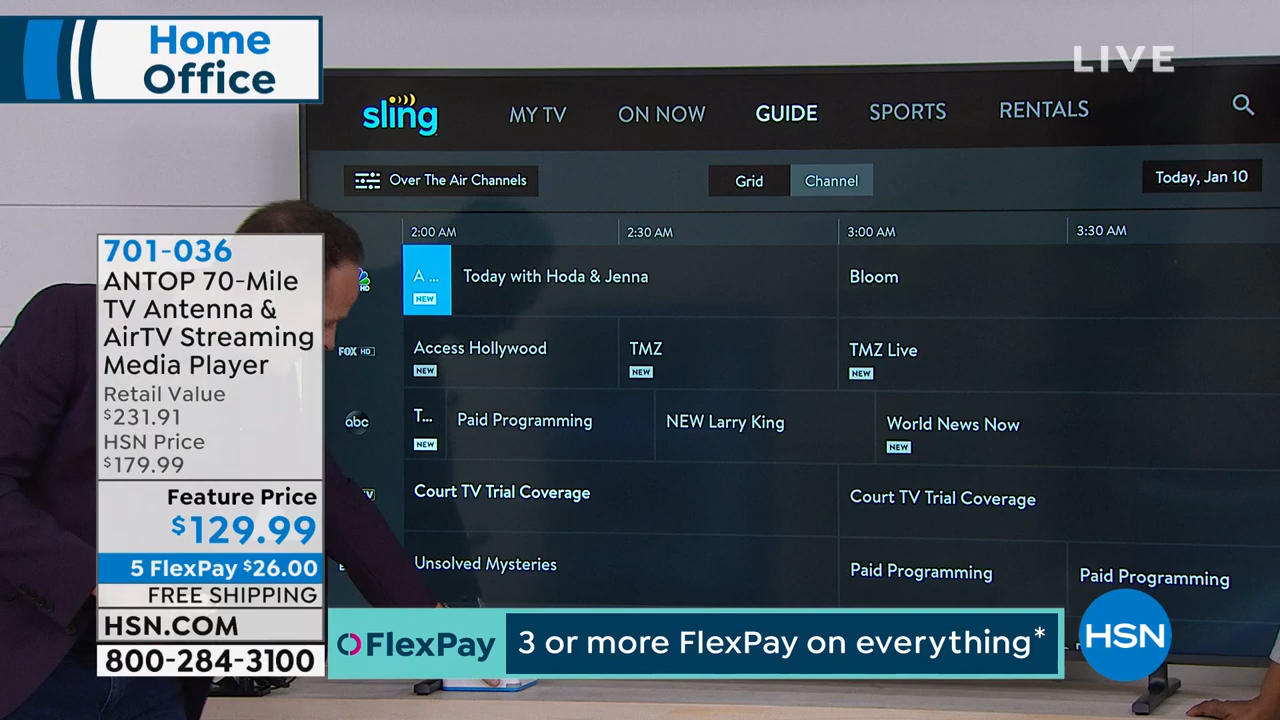 Home
Office
LIVE
sling
MY TV
ON NOW
GUIDE
SPORTS
RENTALS
Over The Air Channels
Grid
Channel
Today, Jan 10
2:00 AM
2:30 AM
3:00 AM
3:30 AM
HD
A ...
NEW
Today with Hoda & Jenna
Bloom
FOX HD
Access Hollywood
NEW
TMZ
NEW
TMZ Live
NEW
abc
T...
NEW
Paid Programming
NEW Larry King
World News Now
NEW
Court TV Trial Coverage
Court TV Trial Coverage
Unsolved Mysteries
Paid Programming
Paid Programming
701-036
ANTOP 70-Mile
TV Antenna &
AirTV Streaming
Media Player
Retail Value
$231.91
HSN Price
$179.99
Feature Price
$129.99
5 FlexPay $26.00
FREE SHIPPING
HSN.COM
800-284-3100
FlexPay
3 or more FlexPay on everything*
HSN